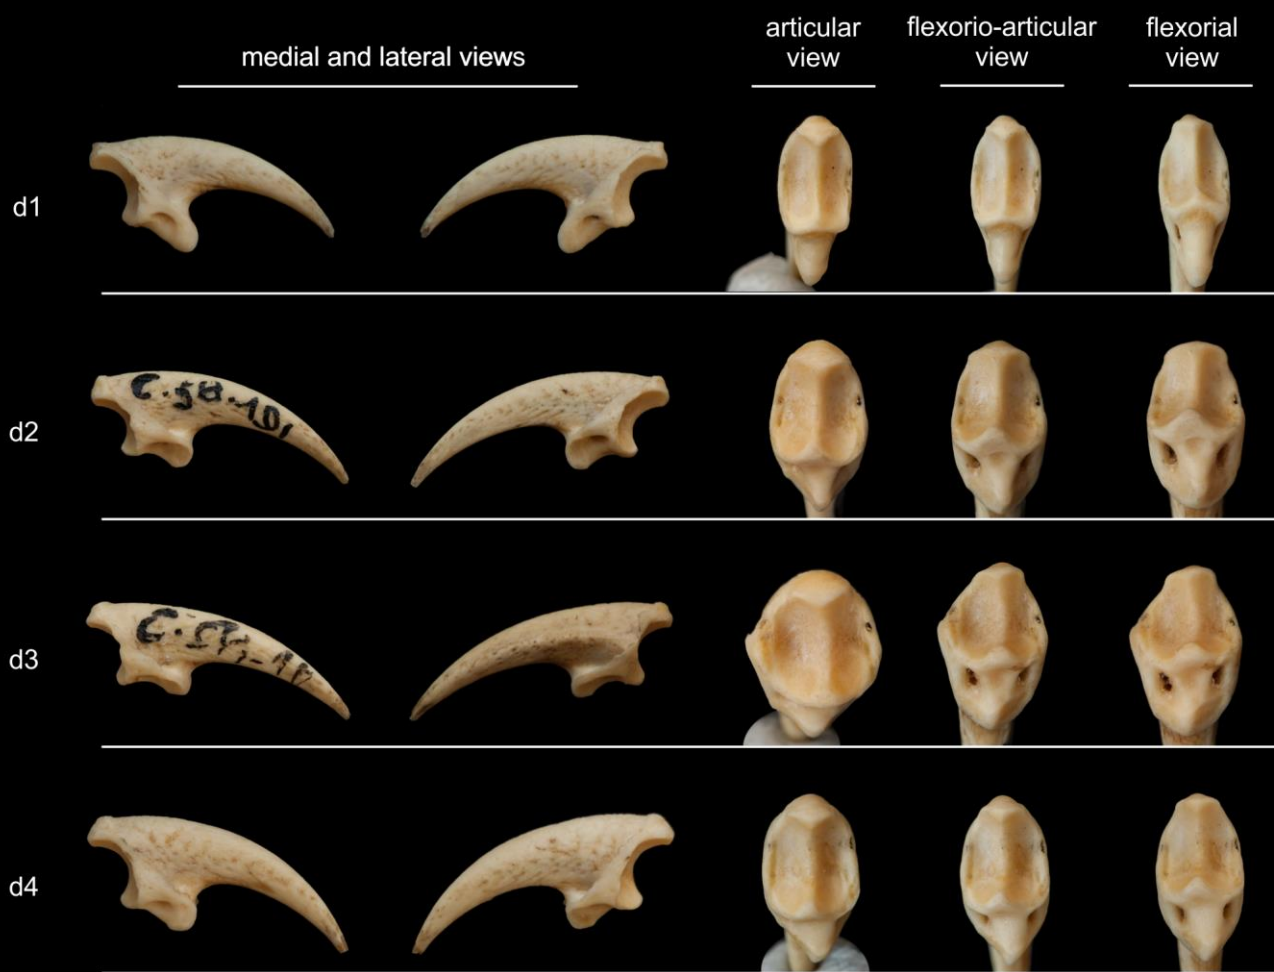 medial and lateral views
articular
view
flexorio-articular
view
flexorial
view
d1
d2
d3
d4